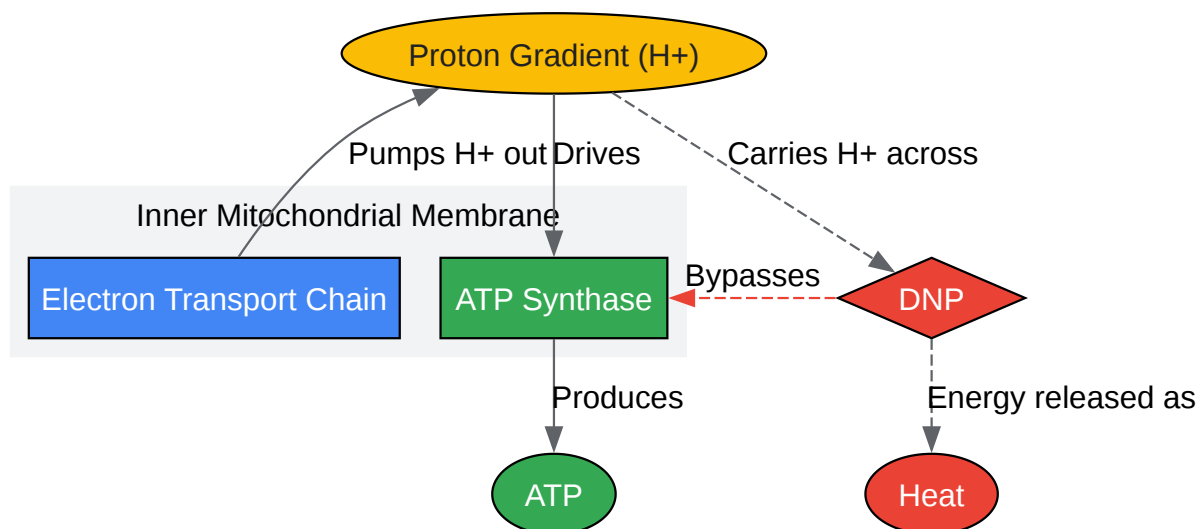 Proton Gradient (H+)
Pumps H+ out
Drives
Carries H+ across
Inner Mitochondrial Membrane
Electron Transport Chain
ATP Synthase
Bypasses
DNP
Produces
Energy released as
ATP
Heat